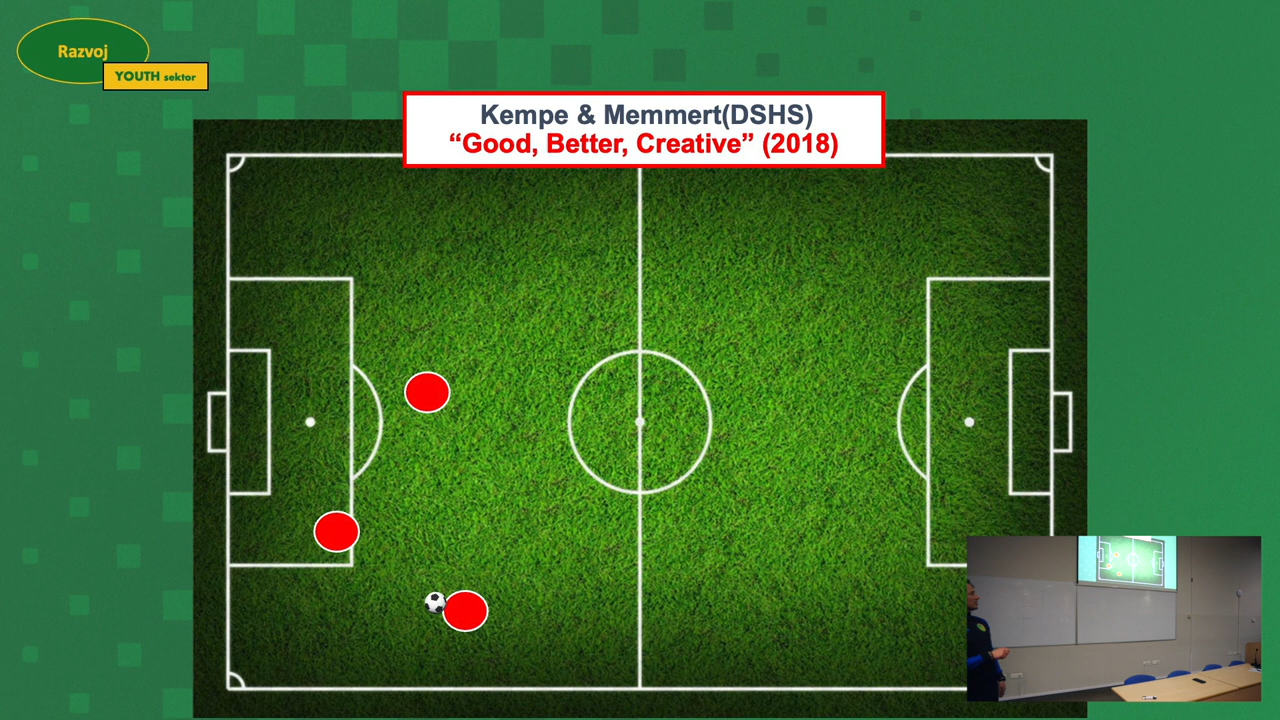 Razvoj
YOUTH sektor
Kempe & Memmert(DSHS)
“Good, Better, Creative” (2018)